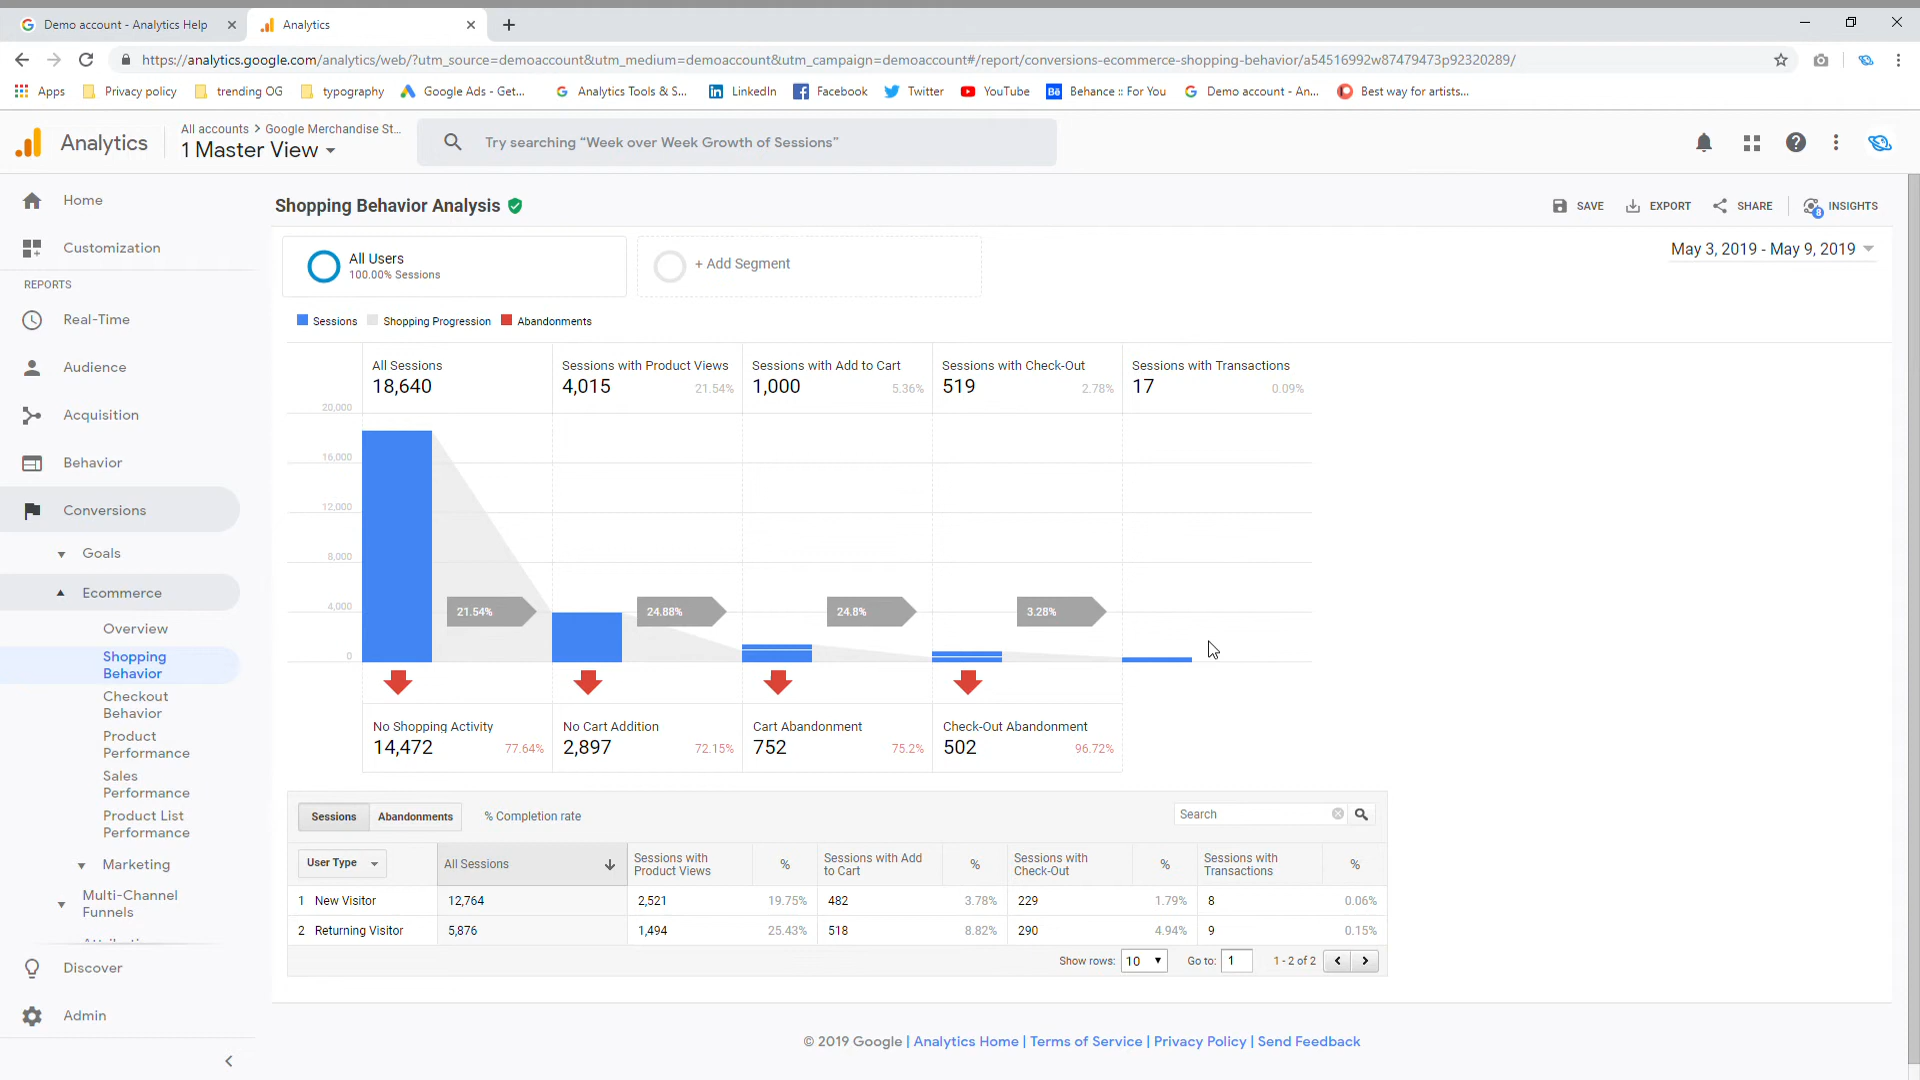 Demo account - Analytics Help
Analytics
https://analytics.google.com/analytics/web/?utm_source=demoaccount&utm_medium=demoaccount&utm_campaign=demoaccount#/report/conversions-ecommerce-shopping-behavior/a54516992w87479473p92320289/
Apps
Privacy policy
trending OG
typography
Google Ads - Get...
Analytics Tools & S...
LinkedIn
Facebook
Twitter
YouTube
Behance :: For You
Demo account - An...
Best way for artists...
Analytics
All accounts > Google Merchandise St...
1 Master View
Try searching “Week over Week Growth of Sessions”
Home
Customization
REPORTS
Real-Time
Audience
Acquisition
Behavior
Conversions
Goals
Ecommerce
Overview
Shopping
Behavior
Checkout
Behavior
Product
Performance
Sales
Performance
Product List
Performance
Marketing
Multi-Channel
Funnels
Discover
Admin
Shopping Behavior Analysis
SAVE
EXPORT
SHARE
8
INSIGHTS
All Users
100.00% Sessions
+ Add Segment
May 3, 2019 - May 9, 2019
Sessions
Shopping Progression
Abandonments
All Sessions
18,640
Sessions with Product Views
4,015 21.54%
Sessions with Add to Cart
1,000 5.36%
Sessions with Check-Out
519 2.78%
Sessions with Transactions
17 0.09%
20,000
16,000
12,000
8,000
4,000
0
21.54%
24.88%
24.8%
3.28%
No Shopping Activity
14,472 77.64%
No Cart Addition
2,897 72.15%
Cart Abandonment
752 75.2%
Check-Out Abandonment
502 96.72%
Sessions
Abandonments
% Completion rate
Search
User Type
All Sessions
Sessions with
Product Views
%
Sessions with Add
to Cart
%
Sessions with
Check-Out
%
Sessions with
Transactions
%
1 New Visitor 12,764 2,521 19.75% 482 3.78% 229 1.79% 8 0.06%
2 Returning Visitor 5,876 1,494 25.43% 518 8.82% 290 4.94% 9 0.15%
Show rows: 10 Go to: 1 1 - 2 of 2
© 2019 Google | Analytics Home | Terms of Service | Privacy Policy | Send Feedback